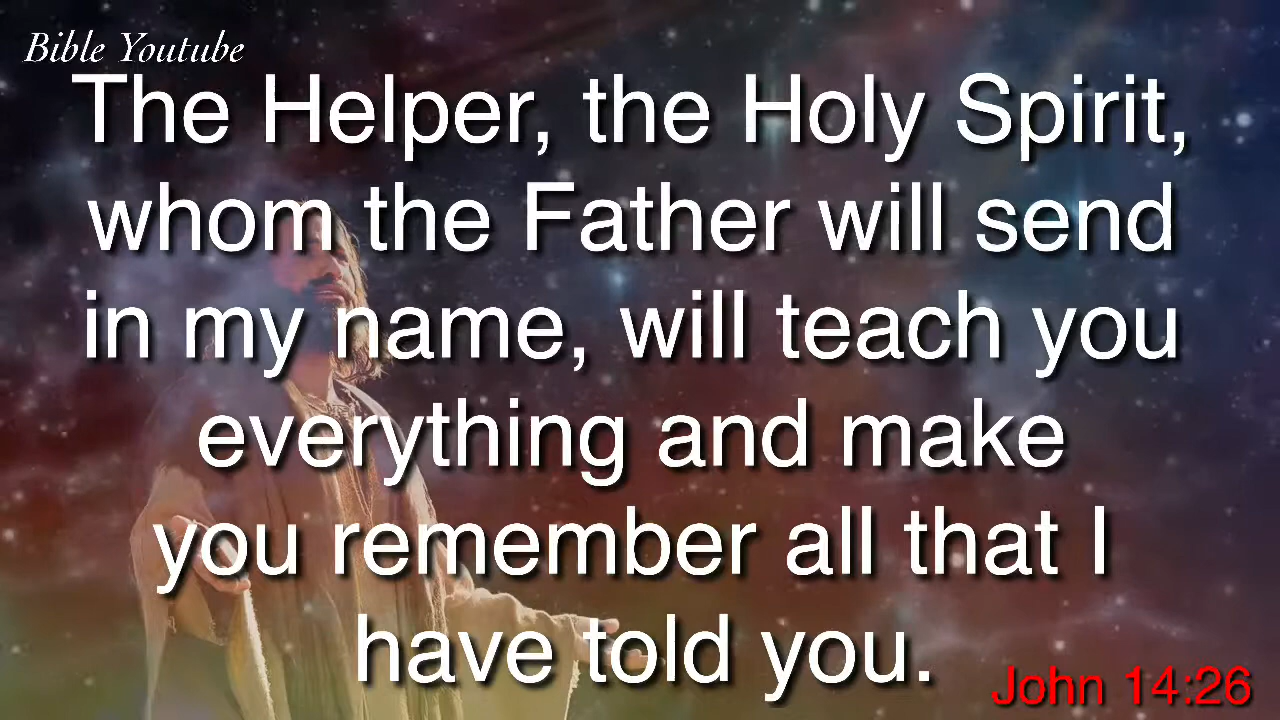 Bible Youtube
The Helper, the Holy Spirit,
whom the Father will send
in my name, will teach you
everything and make
you remember all that I
have told you.
John 14:26